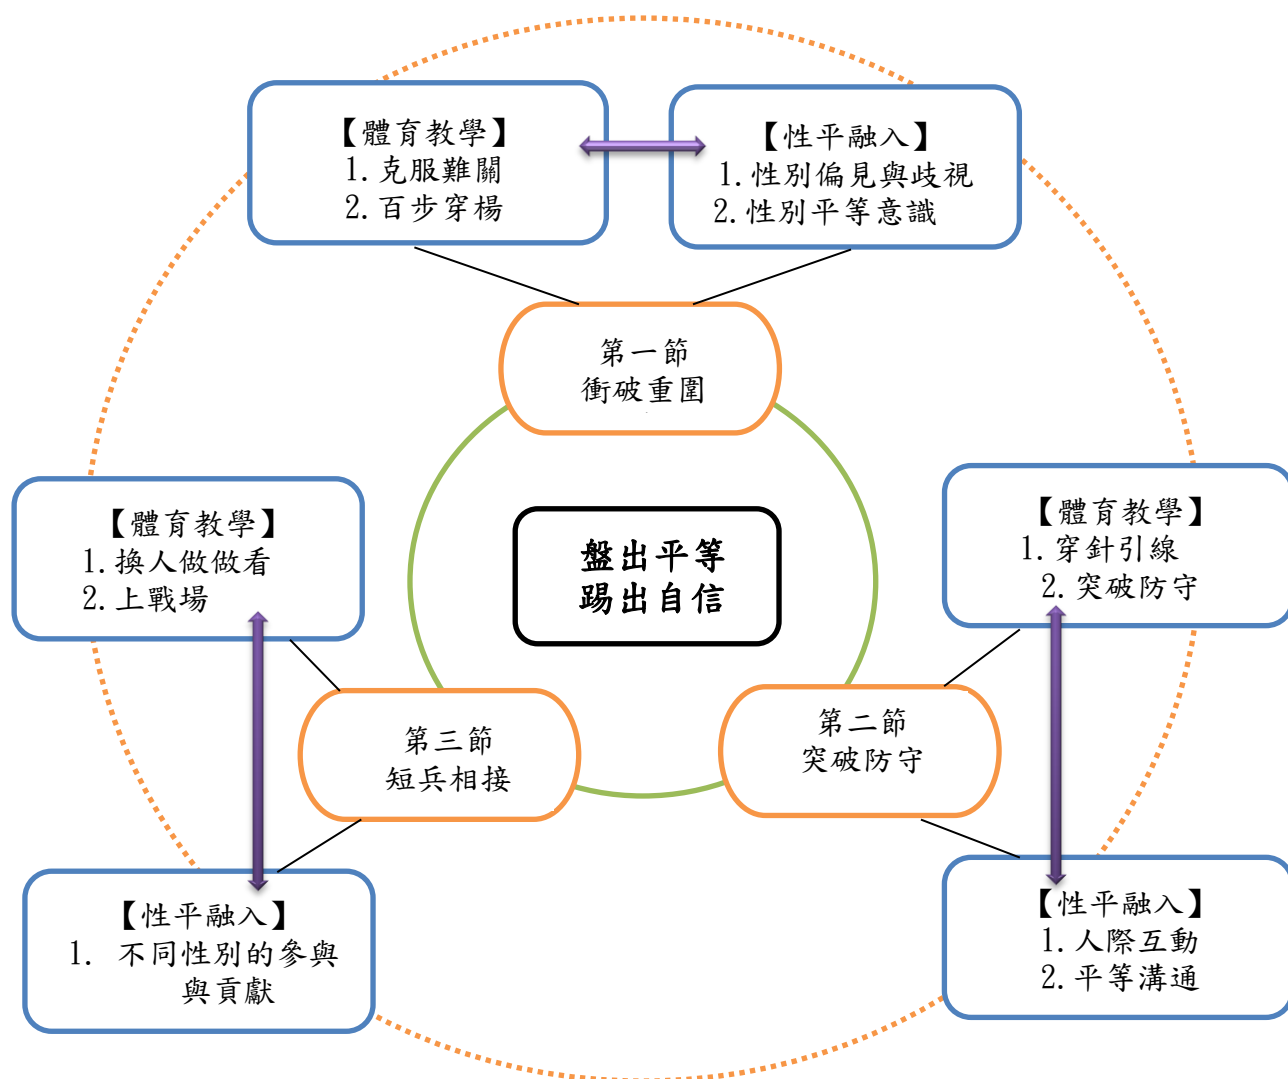 【體育教學】
1.克服難關
2.百步穿楊
【性平融入】
1.性別偏見與歧視
2.性別平等意識
第一節
衝破重圍
盤出平等
踢出自信
【體育教學】
1.換人做做看
2.上戰場
【體育教學】
1.穿針引線
2.突破防守
第三節
短兵相接
第二節
突破防守
【性平融入】
1. 不同性別的參與
與貢獻
【性平融入】
1.人際互動
2.平等溝通